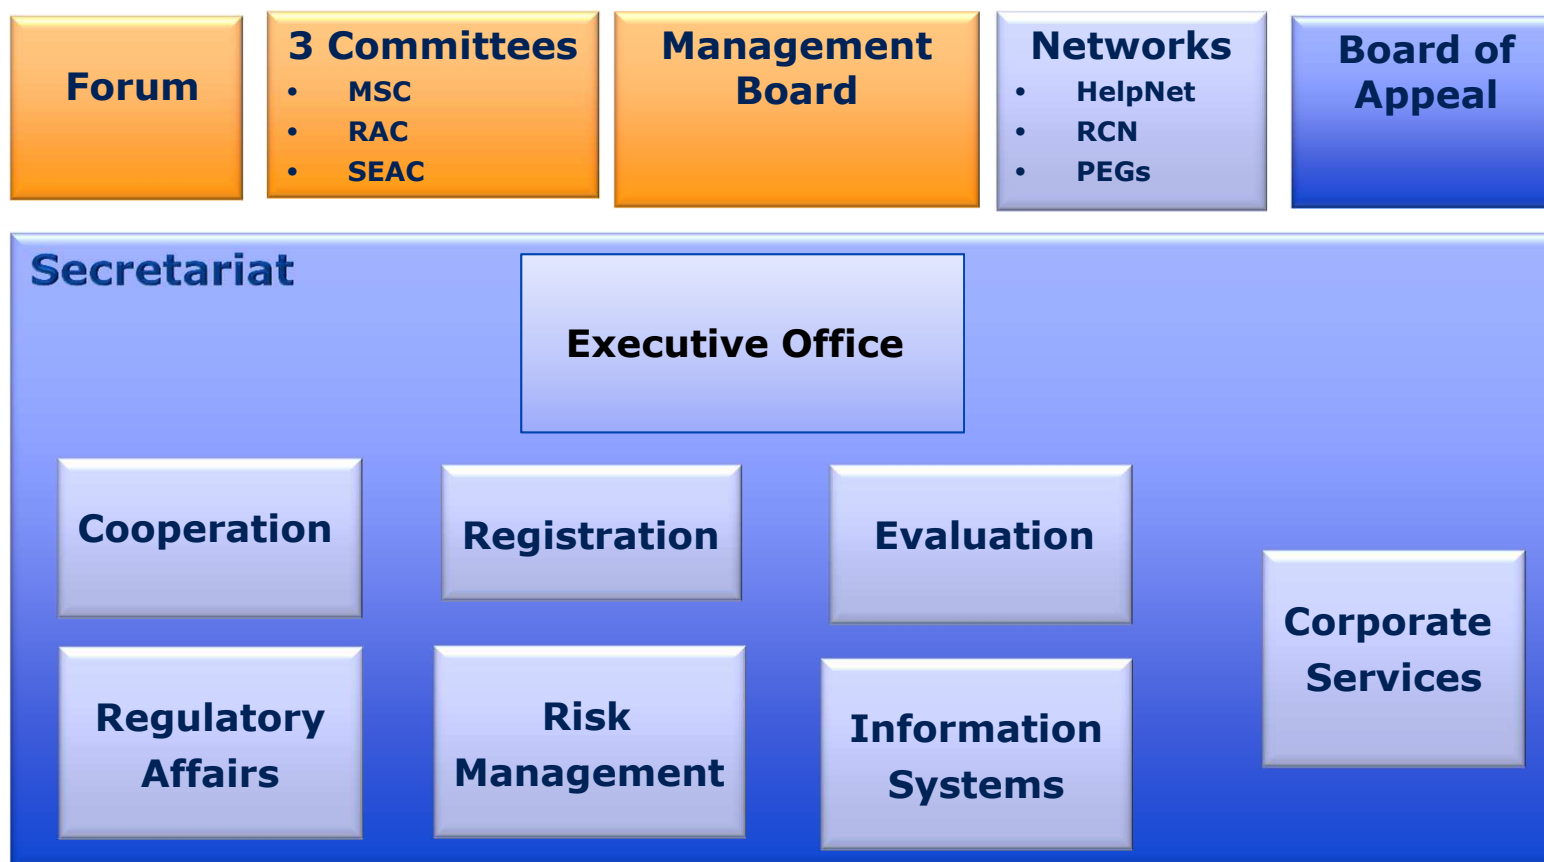 Forum
3 Committees
• MSC
• RAC
• SEAC
Management
Board
Networks
• HelpNet
• RCN
• PEGs
Board of
Appeal
Secretariat
Executive Office
Cooperation
Registration
Evaluation
Corporate
Services
Regulatory
Affairs
Risk
Management
Information
Systems